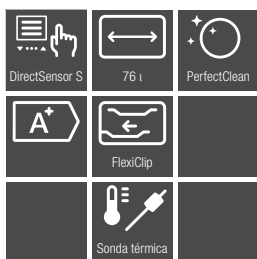 DirectSensor S
76 l
PerfectClean
A+
FlexiClip
Sonda térmica